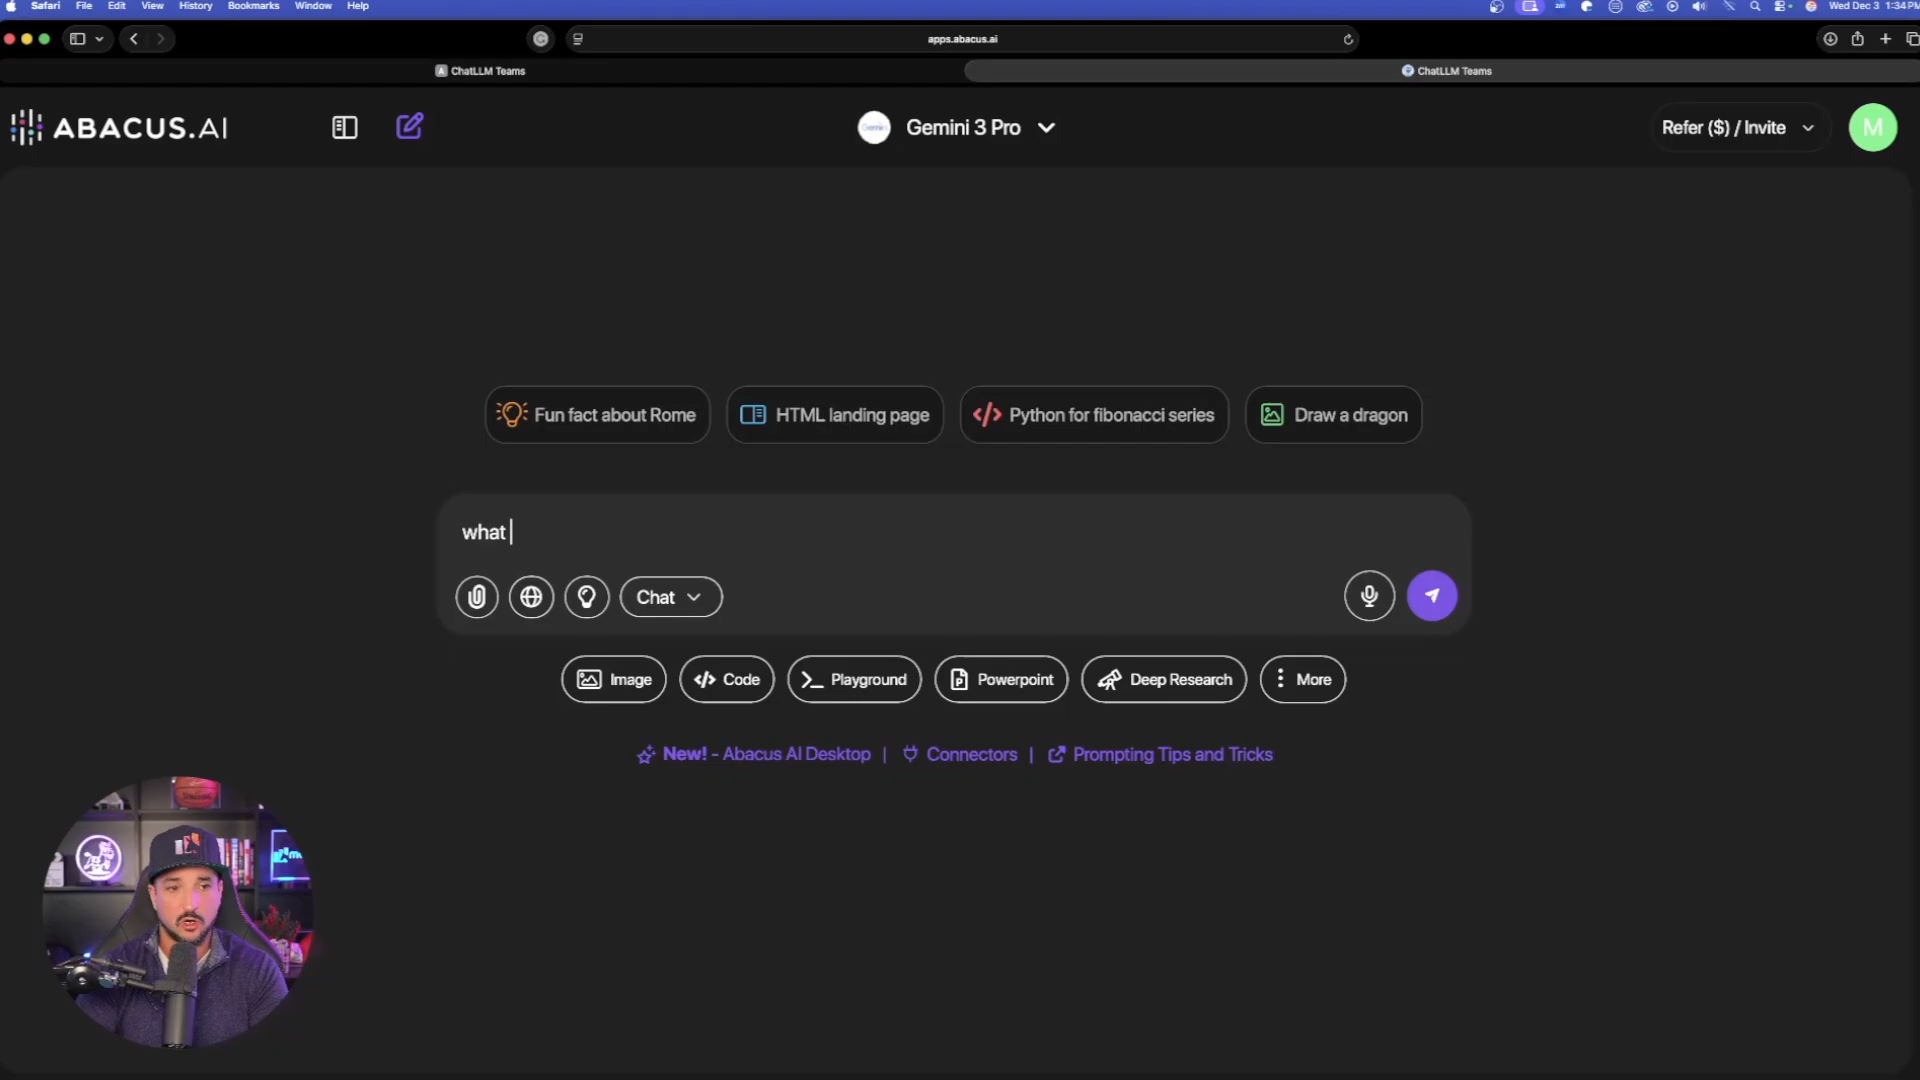 Safari File Edit View History Bookmarks Window Help Wed Dec 3 1:34 PM
apps.abacus.ai
A ChatLLM Teams ChatLLM Teams
ABACUS.AI Gemini 3 Pro Refer ($) / Invite M
Fun fact about Rome HTML landing page Python for fibonacci series Draw a dragon
what
Chat
Image Code Playground Powerpoint Deep Research More
New! - Abacus AI Desktop | Connectors | Prompting Tips and Tricks